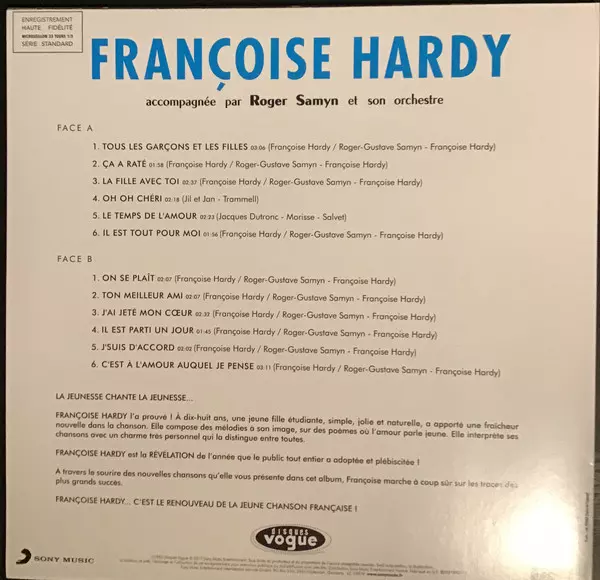 ENREGISTREMENT
HAUTE FIDÉLITÉ
MICROSILLON 33 TOURS 1/3
SÉRIE STANDARD
FRANÇOISE HARDY
accompagnée par Roger Samyn et son orchestre
FACE A
1. TOUS LES GARÇONS ET LES FILLES 03:06 (Françoise Hardy / Roger-Gustave Samyn - Françoise Hardy)
2. ÇA A RATÉ 01:58 (Françoise Hardy / Roger-Gustave Samyn - Françoise Hardy)
3. LA FILLE AVEC TOI 02:37 (Françoise Hardy / Roger-Gustave Samyn - Françoise Hardy)
4. OH OH CHÉRI 02:18 (Jil et Jan - Trammell)
5. LE TEMPS DE L'AMOUR 02:23 (Jacques Dutronc - Morisse - Salvet)
6. IL EST TOUT POUR MOI 01:56 (Françoise Hardy / Roger-Gustave Samyn - Françoise Hardy)
FACE B
1. ON SE PLAÎT 02:07 (Françoise Hardy / Roger-Gustave Samyn - Françoise Hardy)
2. TON MEILLEUR AMI 02:07 (Françoise Hardy / Roger-Gustave Samyn - Françoise Hardy)
3. J'AI JETÉ MON CŒUR 02:37 (Françoise Hardy / Roger-Gustave Samyn - Françoise Hardy)
4. IL EST PARTI UN JOUR 01:45 (Françoise Hardy / Roger-Gustave Samyn - Françoise Hardy)
5. J'SUIS D'ACCORD 02:02 (Françoise Hardy / Roger-Gustave Samyn - Françoise Hardy)
6. C'EST À L'AMOUR AUQUEL JE PENSE 03:11 (Françoise Hardy / Roger-Gustave Samyn - Françoise Hardy)
LA JEUNESSE CHANTE LA JEUNESSE...
FRANÇOISE HARDY l'a prouvé ! À dix-huit ans, une jeune fille étudiante, simple, jolie et naturelle, a apporté une fraîcheur
nouvelle dans la chanson. Elle compose des mélodies à son image, sur des poèmes où l'amour parle jeune. Elle interprète ses
chansons avec un charme très personnel qui la distingue entre toutes.
FRANÇOISE HARDY est la RÉVÉLATION de l'année que le public tout entier a adoptée et plébiscitée !
A travers le sourire des nouvelles chansons qu'elle vous présente dans cet album, Françoise marche à coup sûr sur les traces des
plus grands succès.
FRANÇOISE HARDY... C'EST LE RENOUVEAU DE LA JEUNE CHANSON FRANÇAISE !
disques
vogue
SONY MUSIC